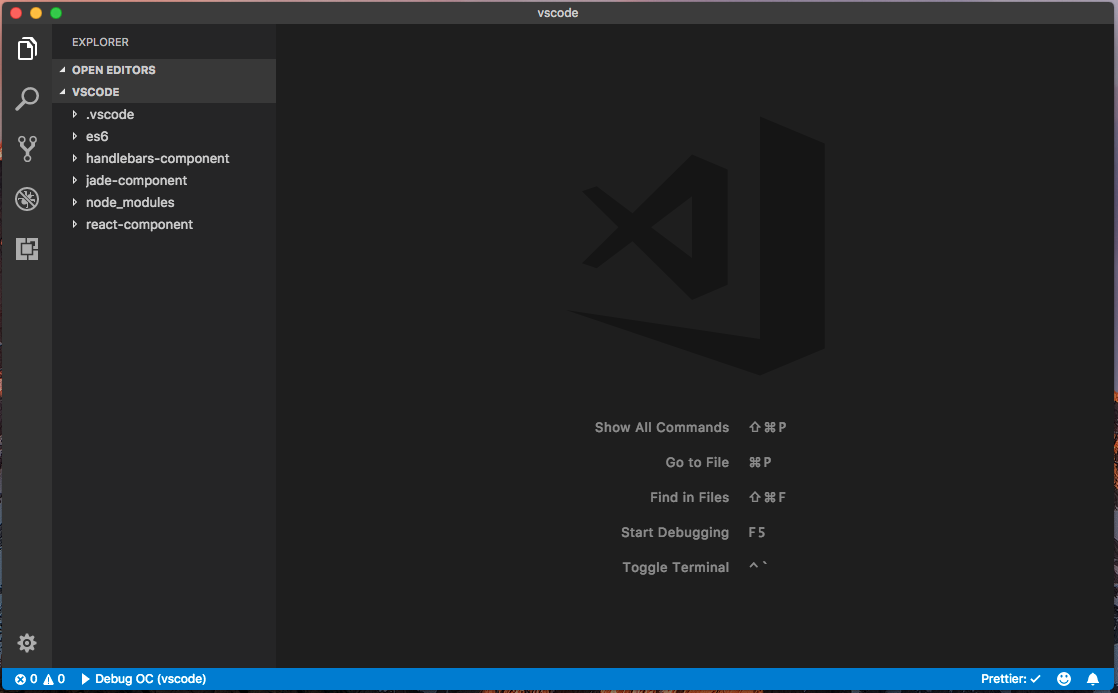 vscode
EXPLORER
OPEN EDITORS
VSCODE
.vscode
es6
handlebars-component
jade-component
node_modules
react-component
Show All Commands ⇧⌘P
Go to File ⌘P
Find in Files ⇧⌘F
Start Debugging F5
Toggle Terminal ^`
0 0 Debug OC (vscode) Prettier: ✓